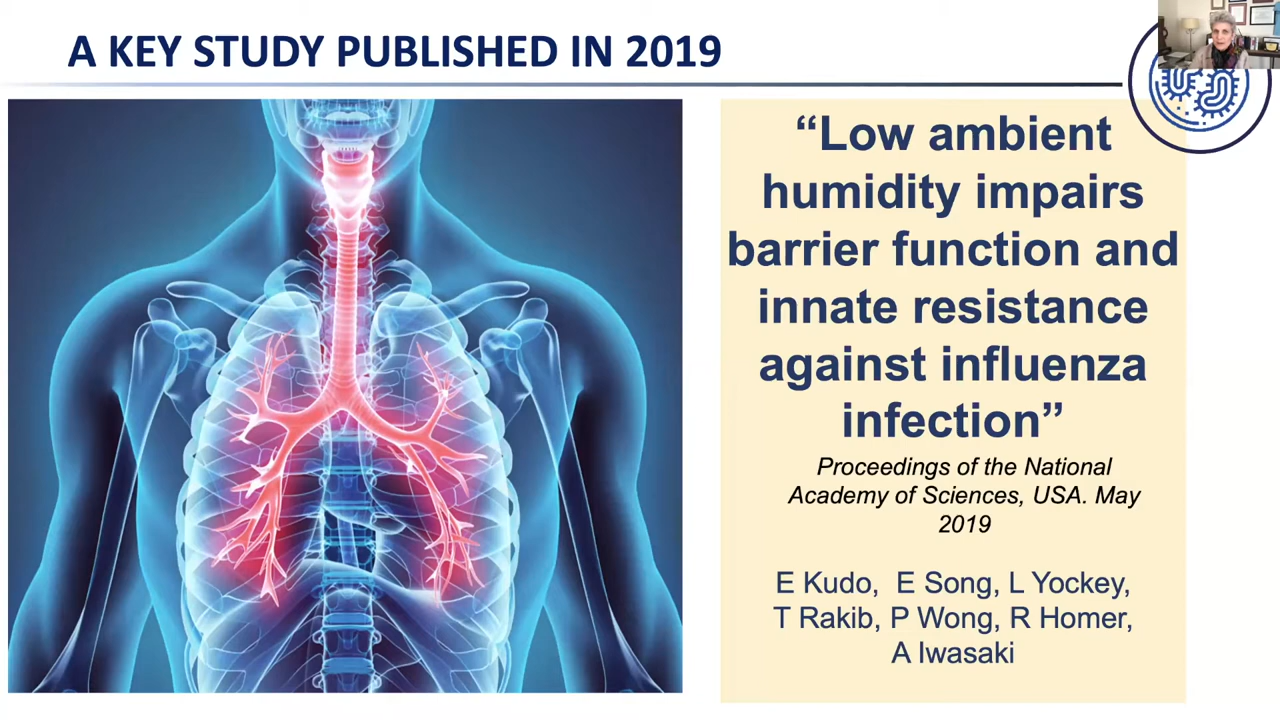 A KEY STUDY PUBLISHED IN 2019
“Low ambient
humidity impairs
barrier function and
innate resistance
against influenza
infection”
Proceedings of the National
Academy of Sciences, USA. May
2019
E Kudo,  E Song, L Yockey,
T Rakib, P Wong, R Homer,
A Iwasaki